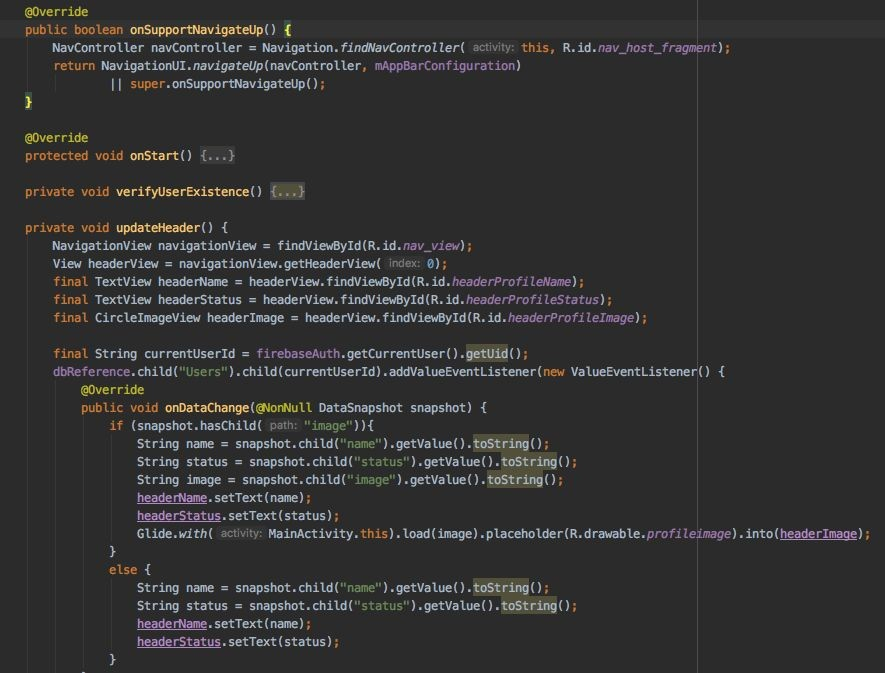 @Override
public boolean onSupportNavigateUp() {
NavController navController = Navigation.findNavController( activity: this, R.id.nav_host_fragment);
return NavigationUI.navigateUp(navController, mAppBarConfiguration)
|| super.onSupportNavigateUp();
}
@Override
protected void onStart() {...}
private void verifyUserExistence() {...}
private void updateHeader() {
NavigationView navigationView = findViewById(R.id.nav_view);
View headerView = navigationView.getHeaderView( index: 0);
final TextView headerName = headerView.findViewById(R.id.headerProfileName);
final TextView headerStatus = headerView.findViewById(R.id.headerProfileStatus);
final CircleImageView headerImage = headerView.findViewById(R.id.headerProfileImage);
final String currentUserId = firebaseAuth.getCurrentUser().getUid();
dbReference.child("Users").child(currentUserId).addValueEventListener(new ValueEventListener() {
@Override
public void onDataChange(@NonNull DataSnapshot snapshot) {
if (snapshot.hasChild( path: "image")){
String name = snapshot.child("name").getValue().toString();
String status = snapshot.child("status").getValue().toString();
String image = snapshot.child("image").getValue().toString();
headerName.setText(name);
headerStatus.setText(status);
Glide.with( activity: MainActivity.this).load(image).placeholder(R.drawable.profileimage).into(headerImage);
}
else {
String name = snapshot.child("name").getValue().toString();
String status = snapshot.child("status").getValue().toString();
headerName.setText(name);
headerStatus.setText(status);
}